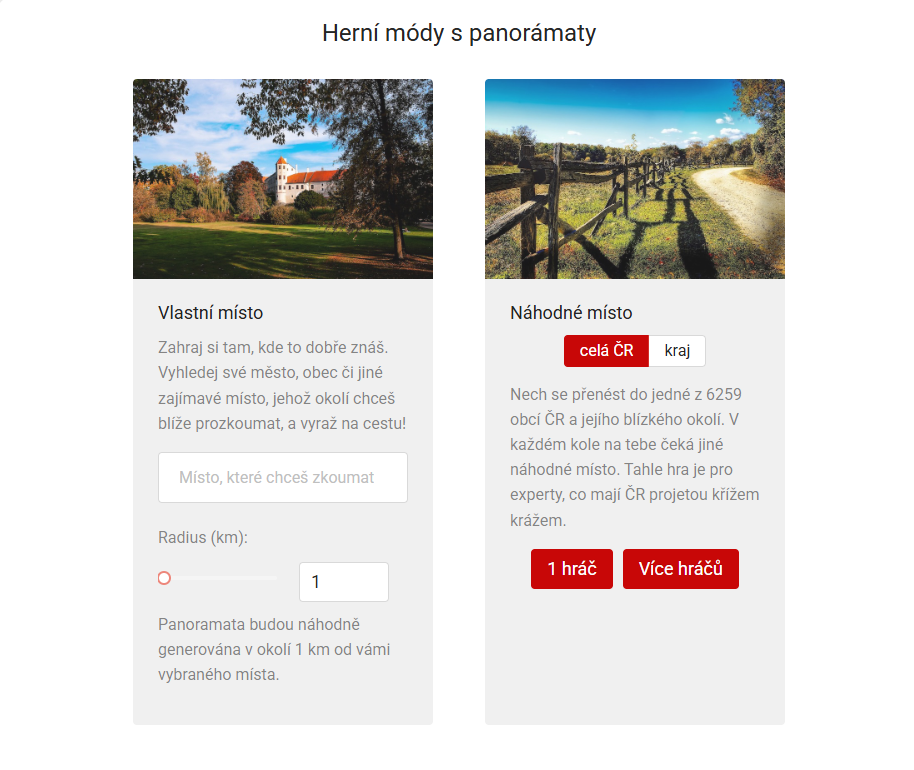 Herní módy s panorámaty
Vlastní místo
Zahraj si tam, kde to dobře znáš.
Vyhledej své město, obec či jiné
zajímavé místo, jehož okolí chceš
blíže prozkoumat, a vyraž na cestu!
Místo, které chceš zkoumat
Radius (km):
1
Panoramata budou náhodně
generována v okolí 1 km od vámi
vybraného místa.
Náhodné místo
celá ČR kraj
Nech se přenést do jedné z 6259
obcí ČR a jejího blízkého okolí. V
každém kole na tebe čeká jiné
náhodné místo. Tahle hra je pro
experty, co mají ČR projetou křížem
krážem.
1 hráč Více hráčů